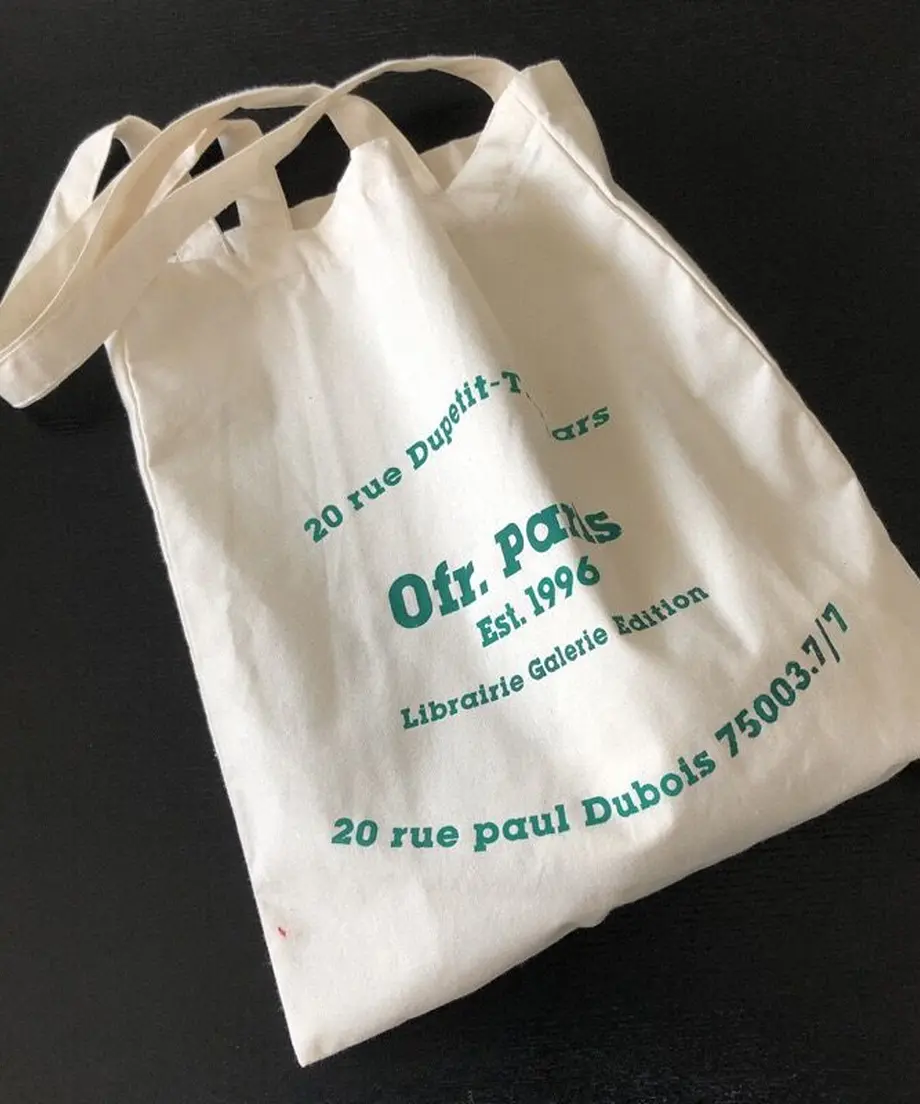 20 rue Dupetit-T ars
Ofr. Paris
Est. 1996
Librairie Galerie Edition
20 rue paul Dubois 75003.7/7